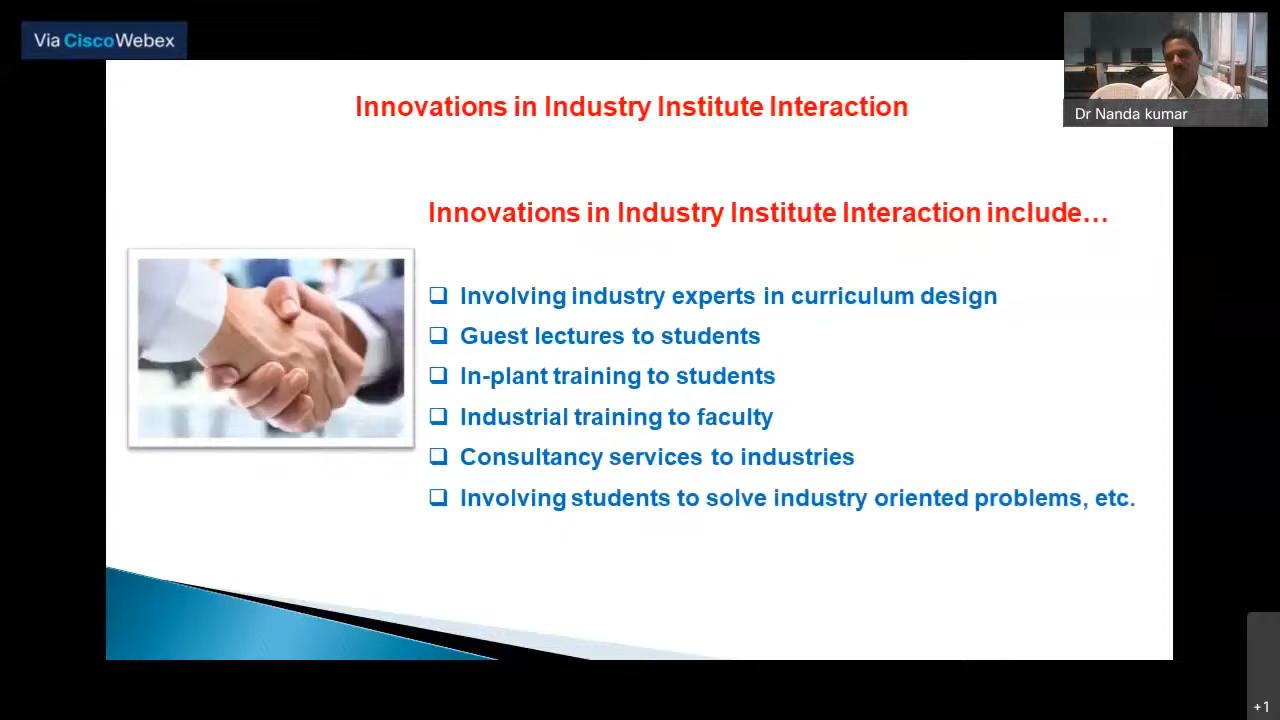 Via Cisco Webex
Innovations in Industry Institute Interaction
Dr Nanda kumar
Innovations in Industry Institute Interaction include...
Involving industry experts in curriculum design
Guest lectures to students
In-plant training to students
Industrial training to faculty
Consultancy services to industries
Involving students to solve industry oriented problems, etc.
+1